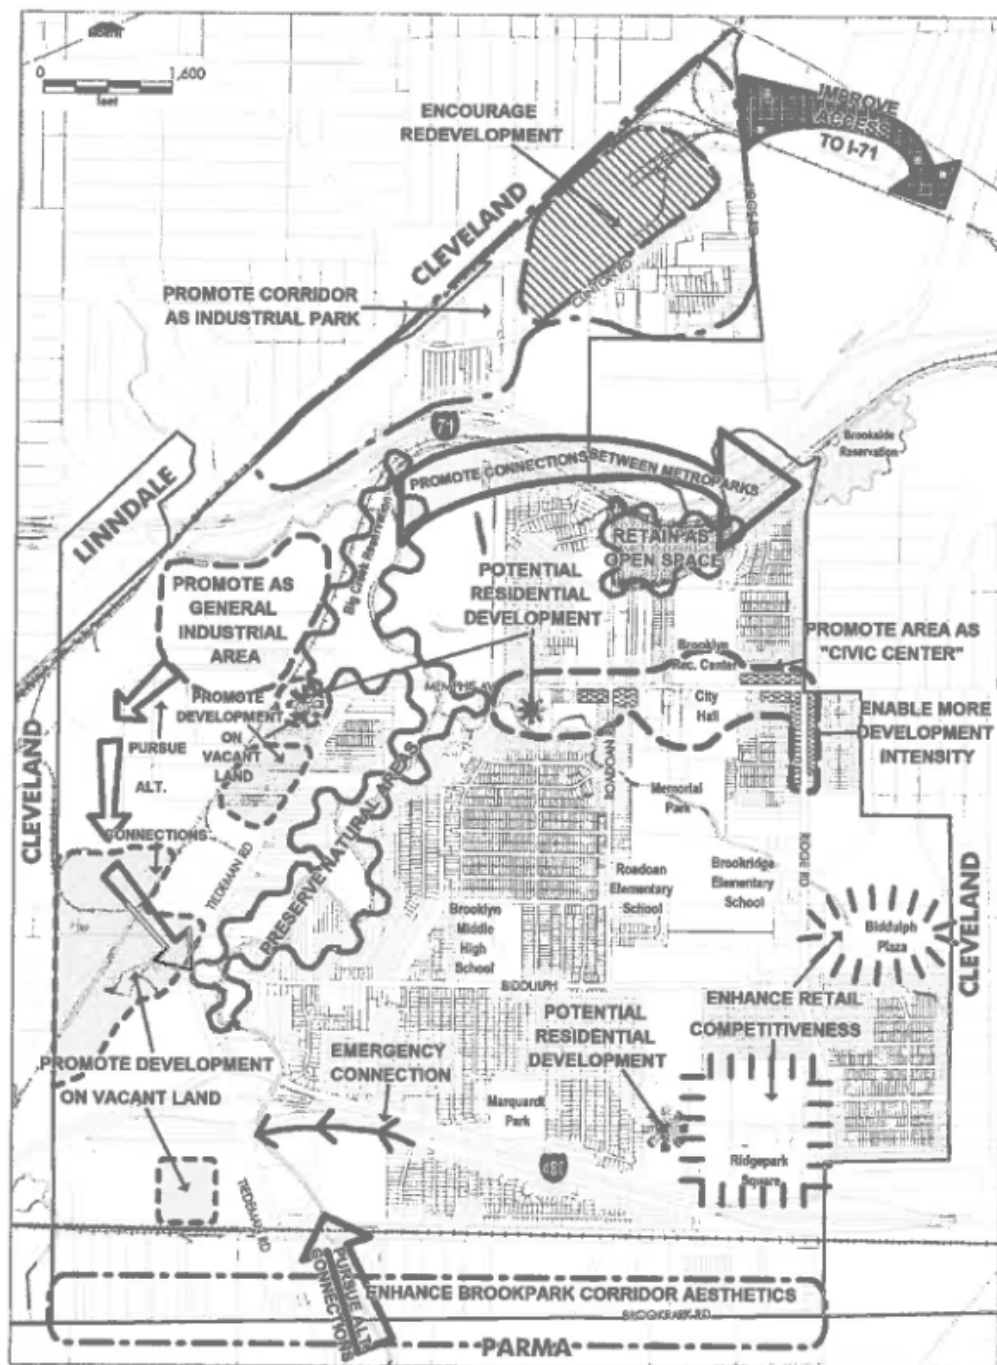 NORTH
0 1,600
feet
IMPROVE
ACCESS
TO I-71
ENCOURAGE
REDEVELOPMENT
CLEVELAND
RIDGE RD
CLINTON RD
PROMOTE CORRIDOR
AS INDUSTRIAL PARK
71
Brookside
Reservation
PROMOTE CONNECTIONS BETWEEN METROPARKS
LINNDALE
Big Creek Reservation
RETAIN AS
OPEN SPACE
PROMOTE AS
GENERAL
INDUSTRIAL
AREA
POTENTIAL
RESIDENTIAL
DEVELOPMENT
PROMOTE AREA AS
"CIVIC CENTER"
Brooklyn
Rec. Center
MEMPHIS AV
City
Hall
PROMOTE
DEVELOPMENT
ON
VACANT
LAND
ENABLE MORE
DEVELOPMENT
INTENSITY
PURSUE
ALT.
CONNECTIONS
CLEVELAND
ROADOAN
Memorial
Park
RIDGE RD
TIEDEMAN RD
PRESERVE NATURAL AREAS
Roadoan
Elementary
School
Brookridge
Elementary
School
Brooklyn
Middle
High
School
Biddulph
Plaza
CLEVELAND
BIDDULPH
ENHANCE RETAIL
COMPETITIVENESS
POTENTIAL
RESIDENTIAL
DEVELOPMENT
EMERGENCY
CONNECTION
PROMOTE DEVELOPMENT
ON VACANT LAND
Marquardt
Park
480
Ridgepark
Square
TIEDEMAN RD
PURSUE ALT.
CONNECTIONS
ENHANCE BROOKPARK CORRIDOR AESTHETICS
BROOKPARK RD
PARMA